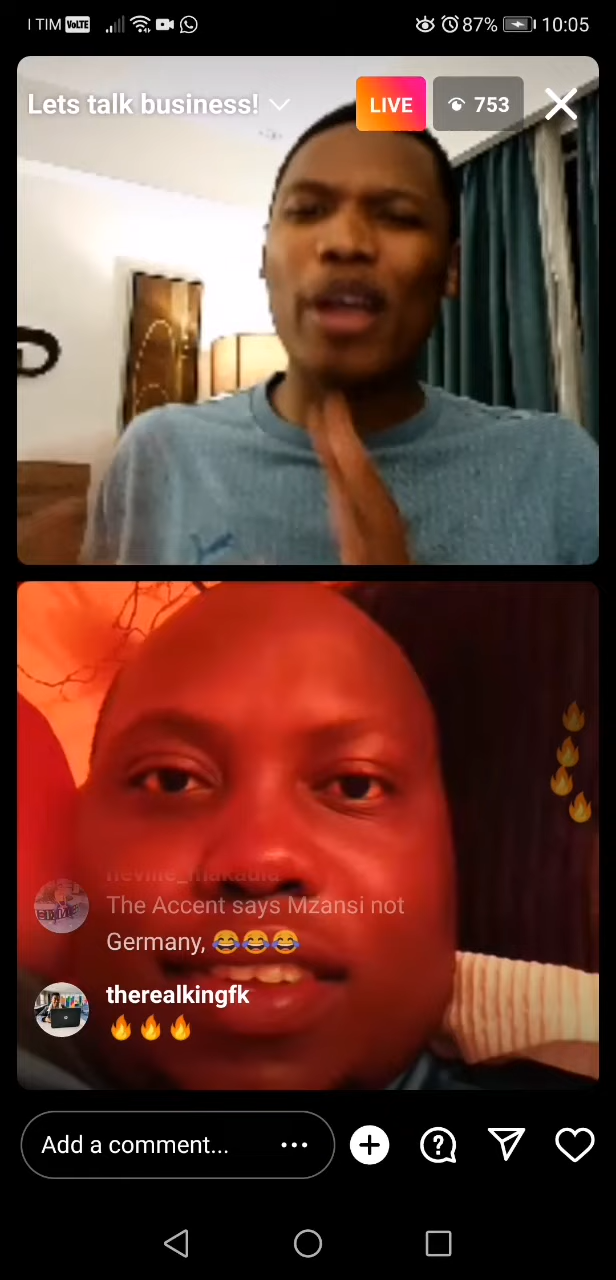 I TIM VoLTE 87% 10:05
Lets talk business! LIVE 753
neville_makadia
The Accent says Mzansi not
Germany, 😂😂😂
therealkingfk
🔥🔥🔥
Add a comment...